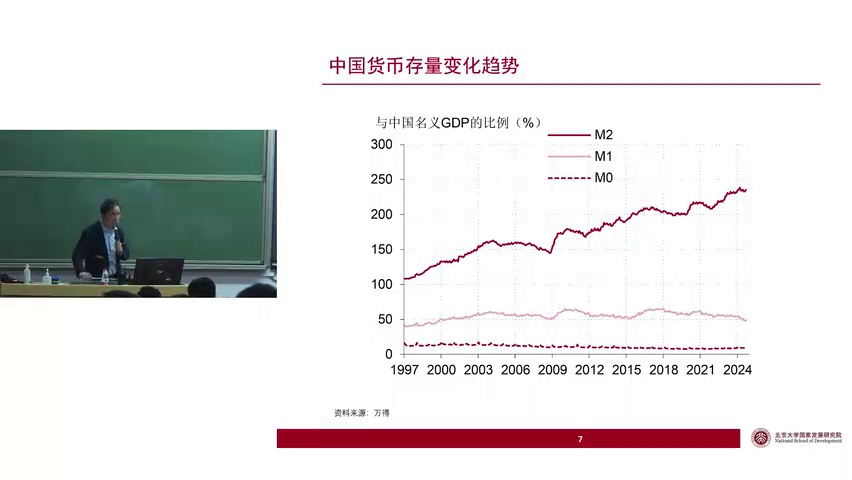 中国货币存量变化趋势
与中国名义GDP的比例（%）
M2
M1
M0
300
250
200
150
100
50
0
1997 2000 2003 2006 2009 2012 2015 2018 2021 2024
资料来源：万得
7
北京大学国家发展研究院
National School of Development